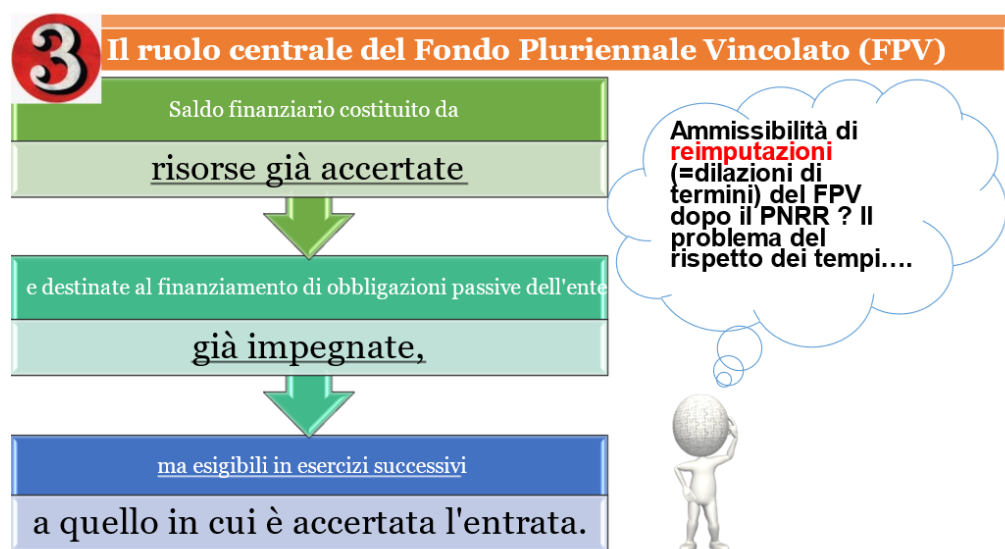 3
Il ruolo centrale del Fondo Pluriennale Vincolato (FPV)
Saldo finanziario costituito da
risorse già accertate
e destinate al finanziamento di obbligazioni passive dell'ente
già impegnate,
ma esigibili in esercizi successivi
a quello in cui è accertata l'entrata.
Ammissibilità di
reimputazioni
(=dilazioni di
termini) del FPV
dopo il PNRR ? Il
problema del
rispetto dei tempi….